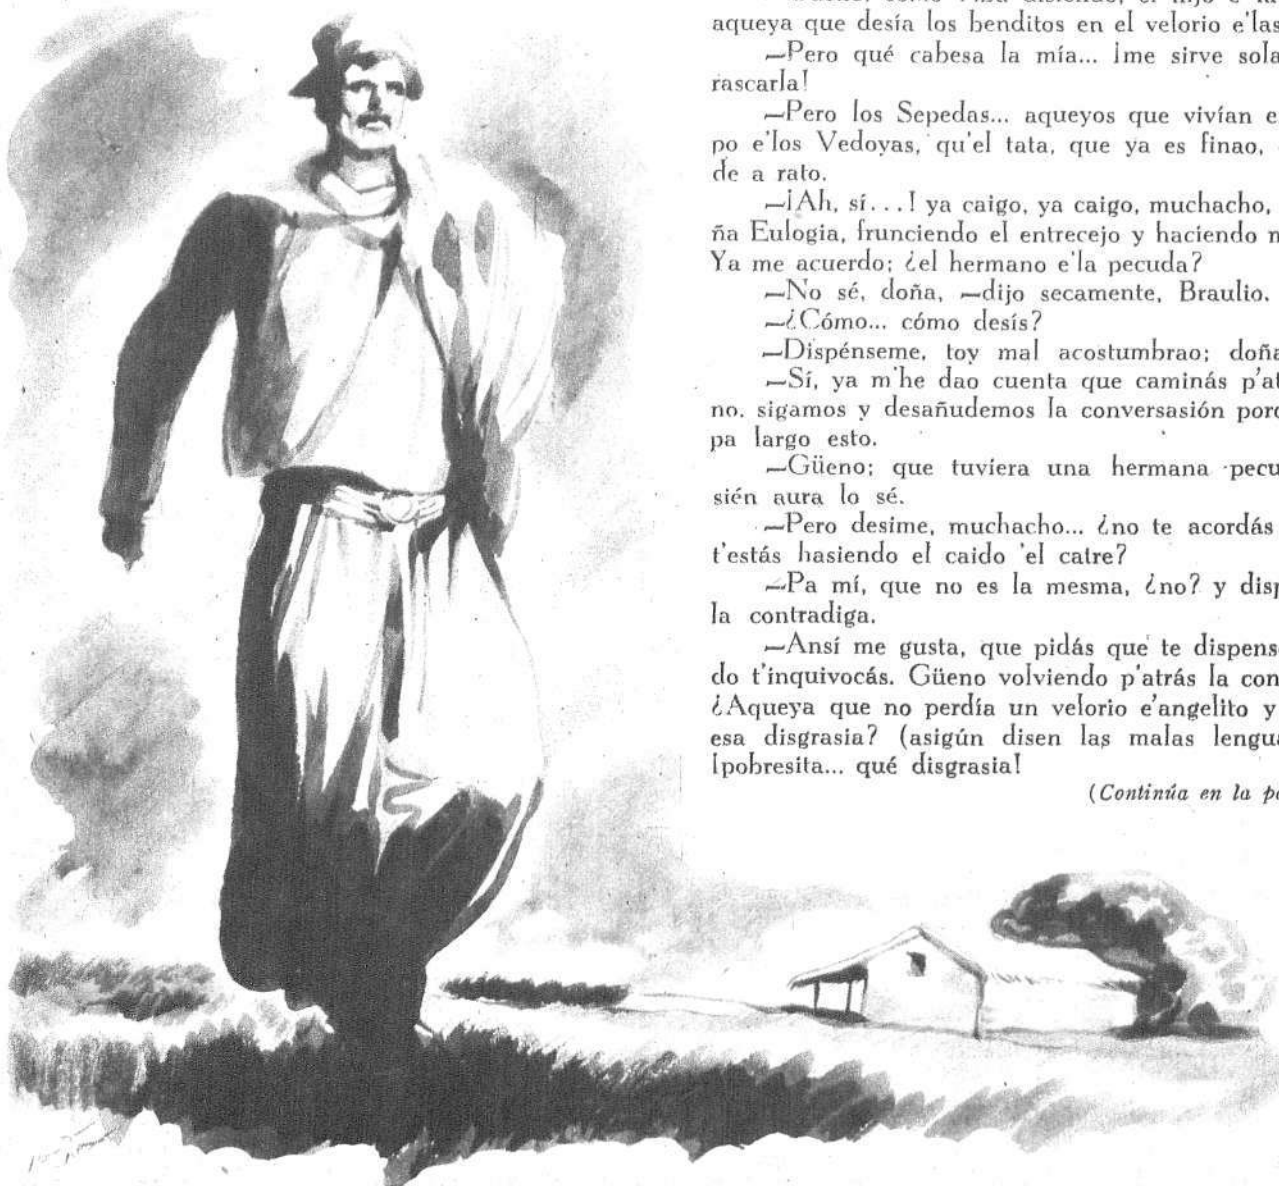 aqueya que desía los benditos en el velorio e'las
—Pero qué cabesa la mía... ¡me sirve sola
rascarla!
—Pero los Sepedas... aqueyos que vivían e
po e'los Vedoyas, qu'el tata, que ya es finao,
de a rato.
—¡Ah, sí...! ya caigo, ya caigo, muchacho,
ña Eulogia, frunciendo el entrecejo y haciendo
Ya me acuerdo; ¿el hermano e'la pecuda?
—No sé, doña, —dijo secamente, Braulio.
—¿Cómo... cómo desís?
—Dispénseme, toy mal acostumbrao; doña
—Sí, ya m'he dao cuenta que caminás p'at
no. sigamos y desañudemos la conversasión porq
pa largo esto.
—Güeno; que tuviera una hermana pecu
sién aura lo sé.
—Pero desime, muchacho... ¿no te acordás
t'estás hasiendo el caido 'el catre?
—Pa mí, que no es la mesma, ¿no? y disp
la contradiga.
—Ansí me gusta, que pidás que te dispens
do t'inquivocás. Güeno volviendo p'atrás la con
¿Aqueya que no perdía un velorio e'angelito y
esa disgrasia? (asigún disen las malas lengua
¡pobresita... qué disgrasia!
(Continúa en la pá